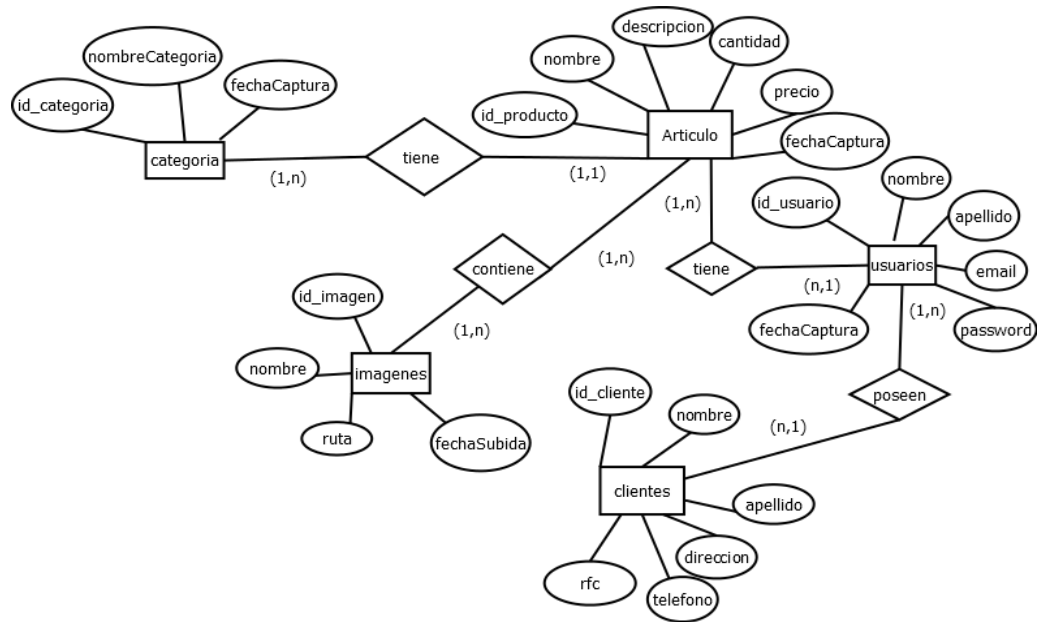 descripcion
cantidad
nombreCategoria
nombre
fechaCaptura
precio
id_categoria
id_producto
Articulo
fechaCaptura
categoria
tiene
(1,n)
(1,1)
nombre
(1,n)
id_usuario
apellido
contiene
(1,n)
tiene
usuarios
email
(n,1)
id_imagen
(1,n)
fechaCaptura
(1,n)
password
nombre
imagenes
id_cliente
poseen
nombre
ruta
fechaSubida
(n,1)
clientes
apellido
direccion
rfc
telefono